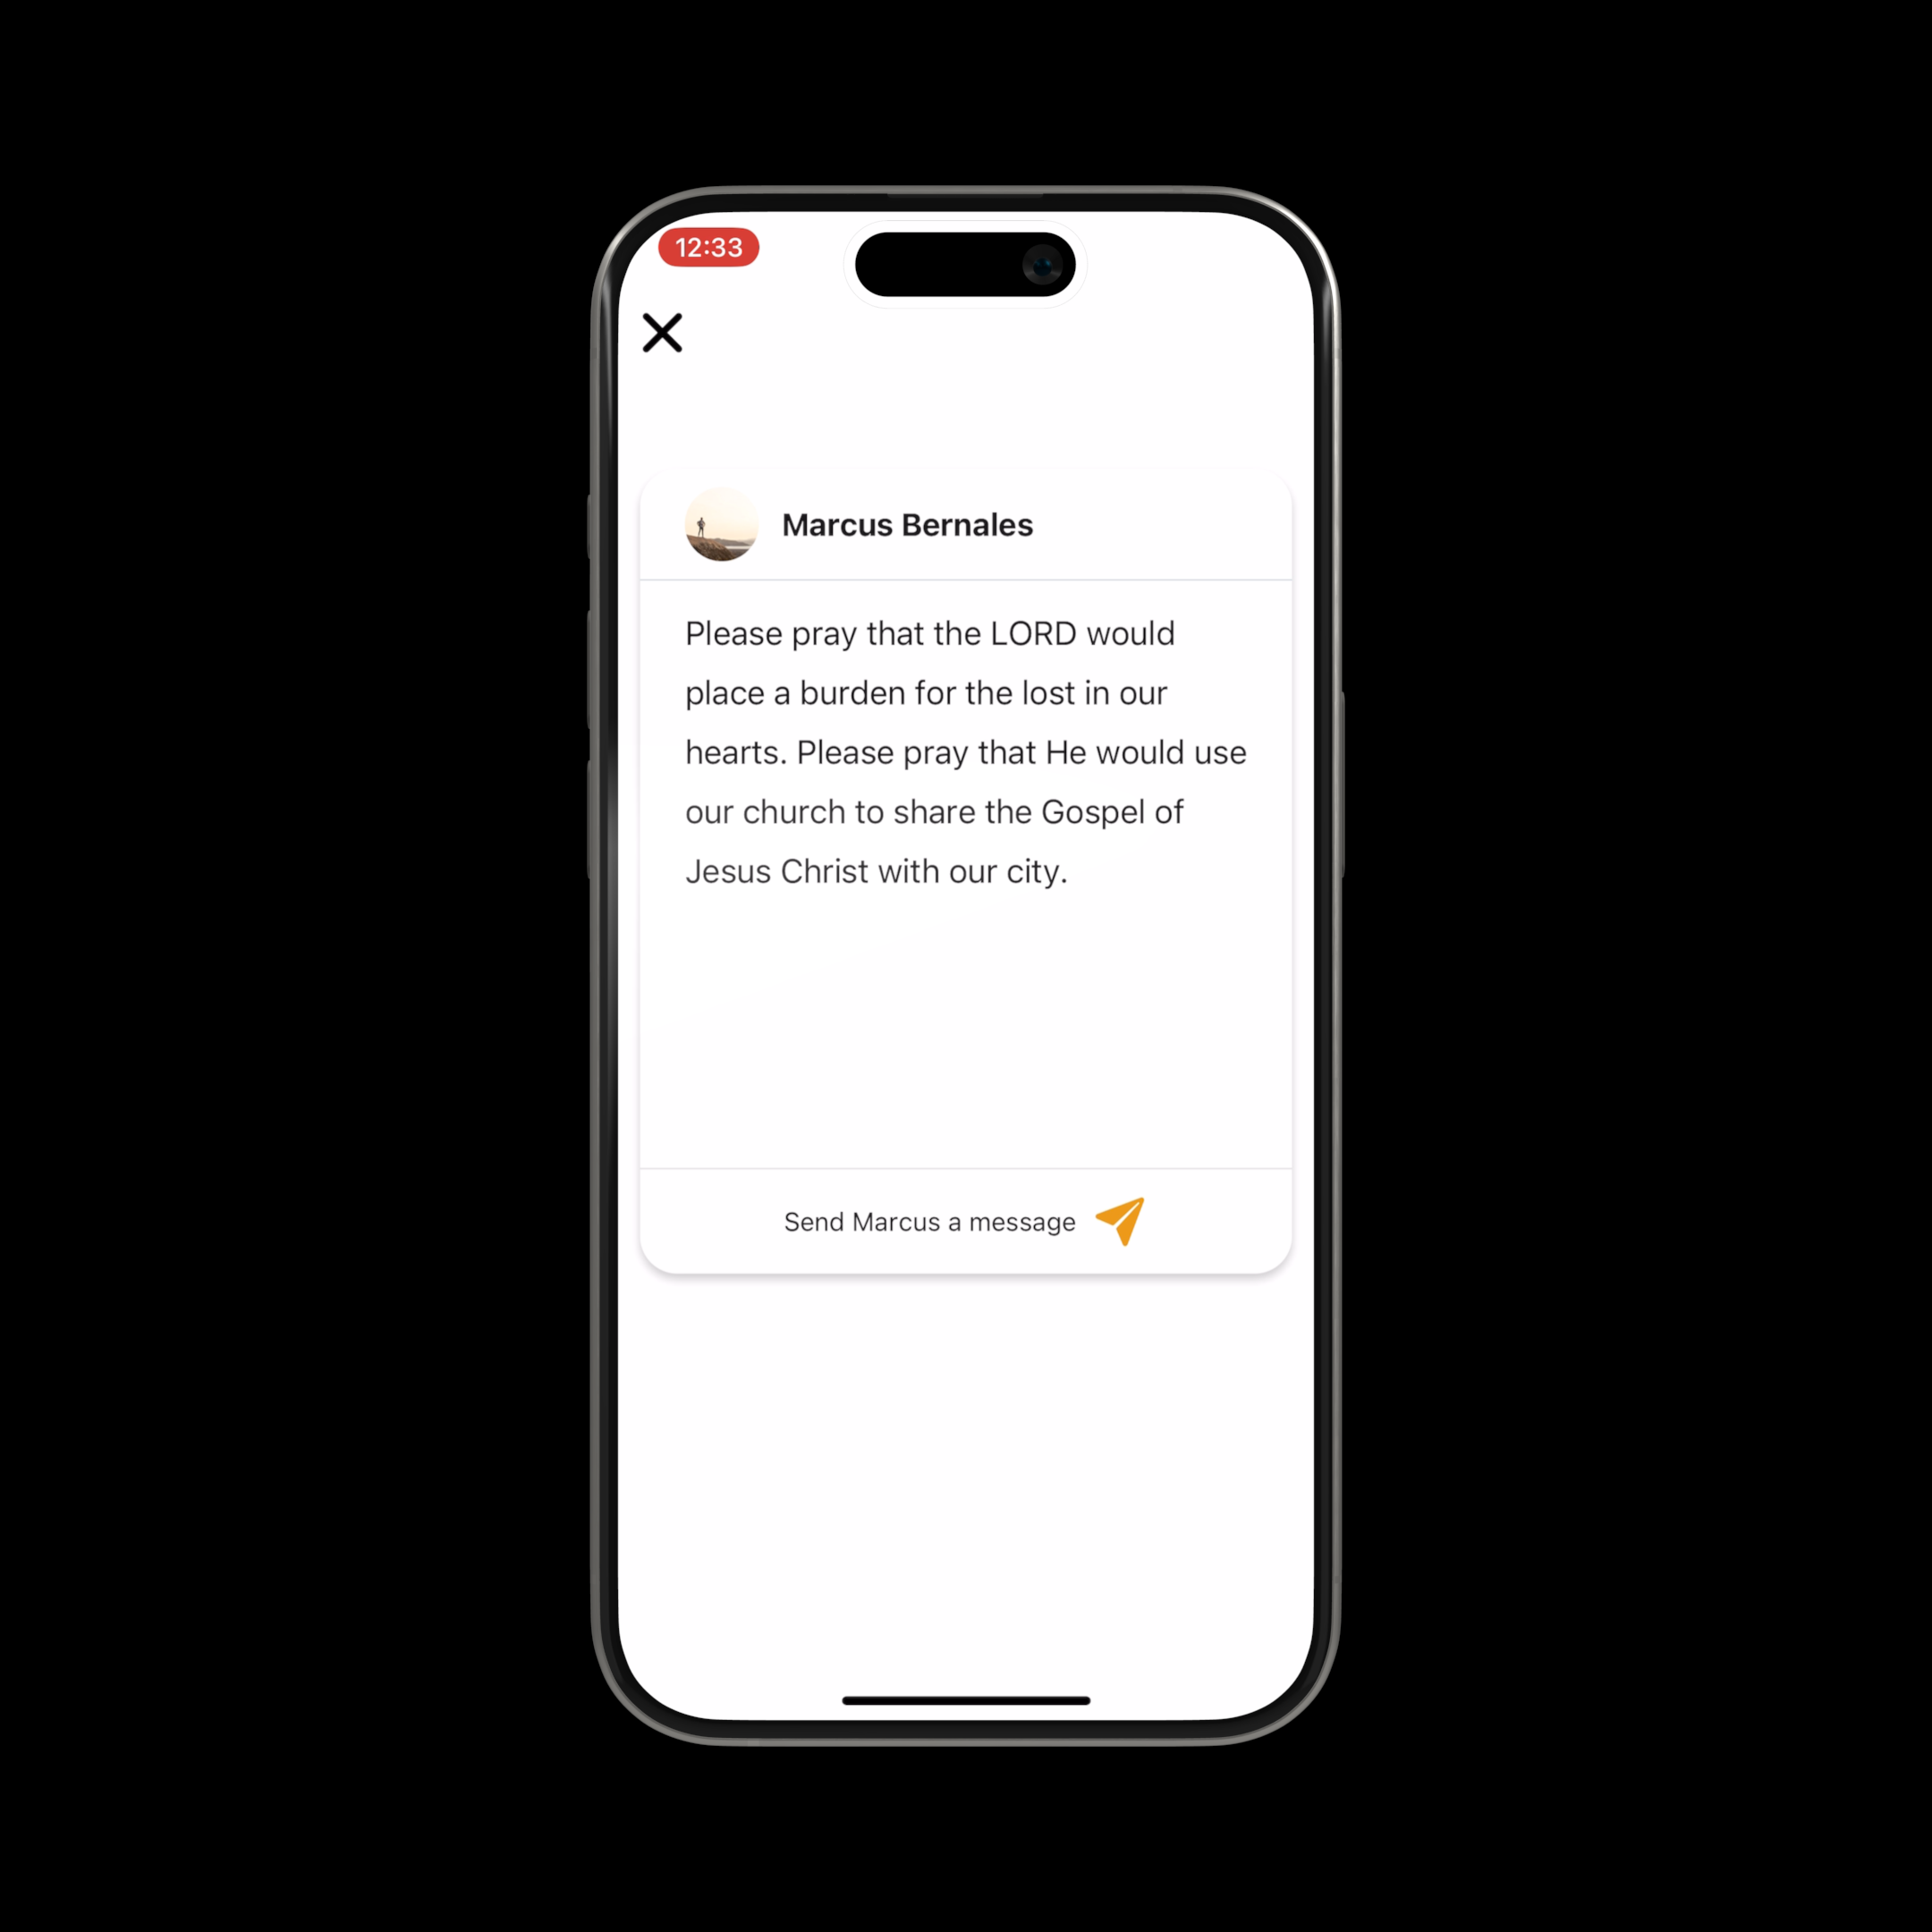 12:33
Marcus Bernales
Please pray that the LORD would
place a burden for the lost in our
hearts. Please pray that He would use
our church to share the Gospel of
Jesus Christ with our city.
Send Marcus a message